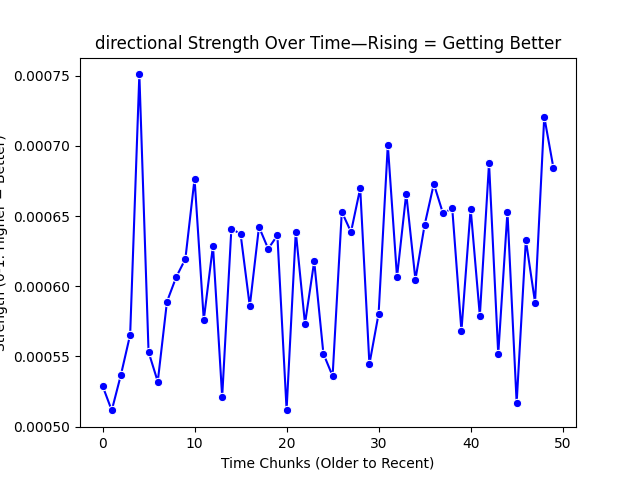 directional Strength Over Time—Rising = Getting Better
0.00075
0.00070
0.00065
0.00060
0.00055
0.00050
Strength (0-1: Higher = Better)
0 10 20 30 40 50
Time Chunks (Older to Recent)